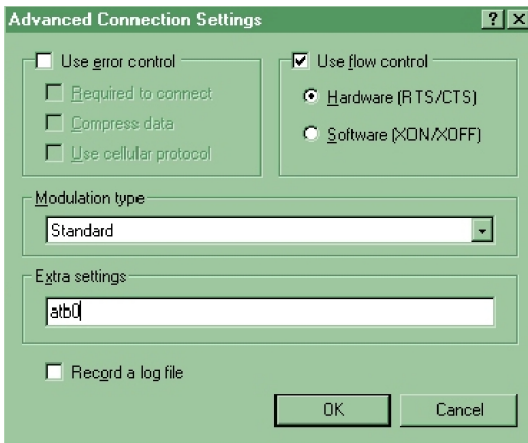 Advanced Connection Settings
Use error control
Required to connect
Compress data
Use cellular protocol
Use flow control
Hardware (RTS/CTS)
Software (XON/XOFF)
Modulation type
Standard
Extra settings
atb0
Record a log file
OK
Cancel